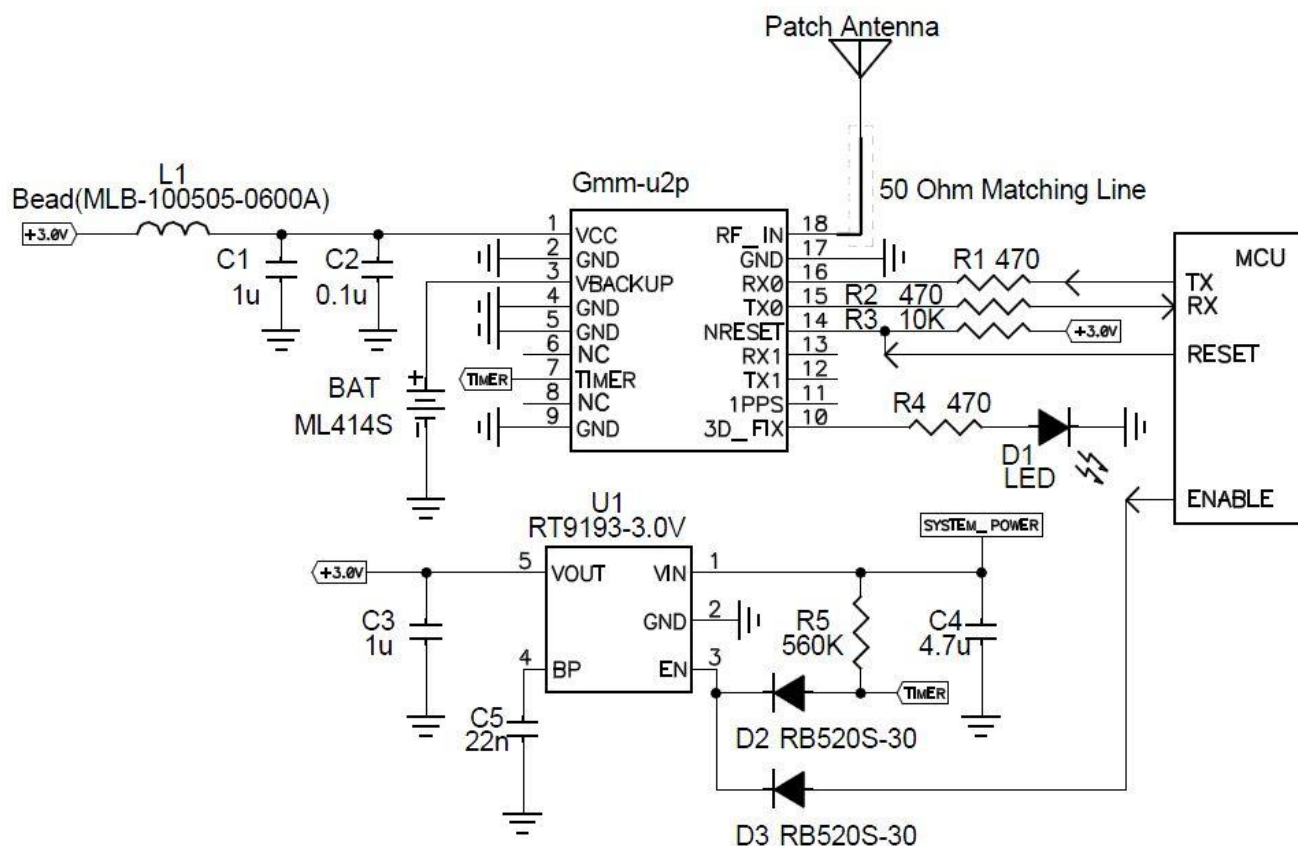 Patch Antenna
L1
Bead(MLB-100505-0600A)
+3.0V
C1
1u
C2
0.1u
Gmm-u2p
50 Ohm Matching Line
1 VCC
2 GND
3 VBACKUP
4 GND
5 GND
6 NC
7 TIMER
8 NC
9 GND
RF_IN 18
GND 17
RX0 16
TX0 15
NRESET 14
RX1 13
TX1 12
1PPS 11
3D_FIX 10
TIMER
BAT
ML414S
+
R1 470
R2 470
R3 10K
+3.0V
R4 470
D1
LED
MCU
TX
RX
RESET
ENABLE
U1
RT9193-3.0V
5 VOUT
4 BP
VIN 1
GND 2
EN 3
+3.0V
C3
1u
C5
22n
SYSTEM_POWER
R5
560K
C4
4.7u
TIMER
D2 RB520S-30
D3 RB520S-30